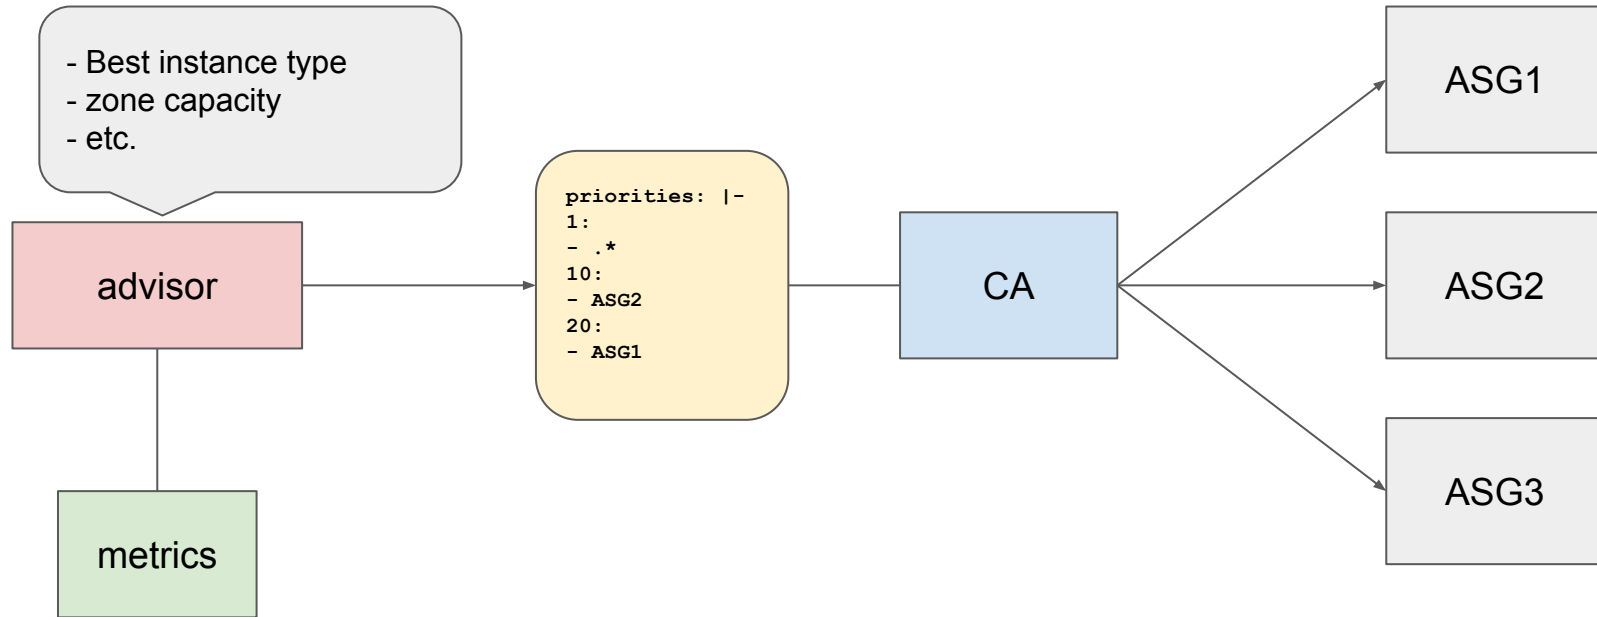 - Best instance type
- zone capacity
- etc.
advisor
metrics
priorities: |-
1:
- .*
10:
- ASG2
20:
- ASG1
CA
ASG1
ASG2
ASG3